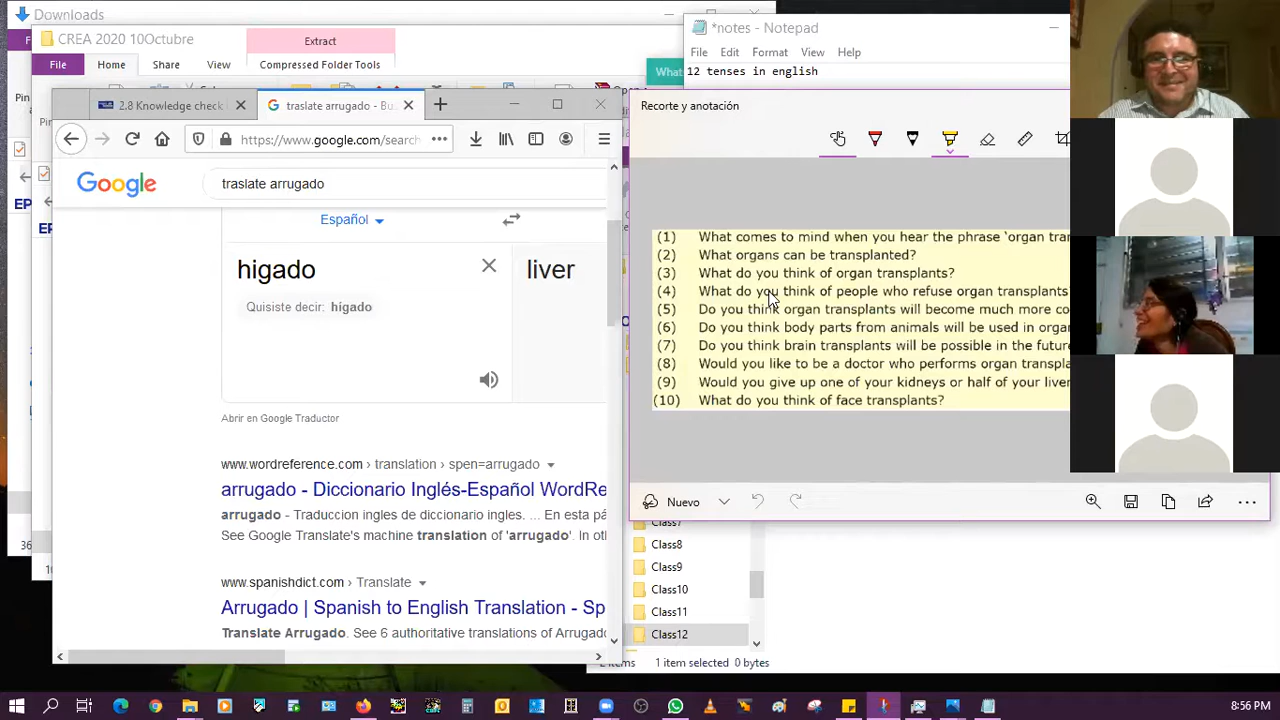 Downloads
CREA 2020 10Octubre
Extract
File
Home
Share
View
Compressed Folder Tools
2.8 Knowledge check
traslate arrugado - Bu
https://www.google.com/search
Google
traslate arrugado
Español
higado
liver
Quisiste decir: hígado
Abrir en Google Traductor
www.wordreference.com › translation › spen=arrugado
arrugado - Diccionario Inglés-Español WordRe
arrugado - Traduccion ingles de diccionario ingles. ... En esta pá
See Google Translate's machine translation of 'arrugado'. In oth
www.spanishdict.com › Translate
Arrugado | Spanish to English Translation - Sp
Translate Arrugado. See 6 authoritative translations of Arrugado
*notes - Notepad
File Edit Format View Help
12 tenses in english
Whats
Recorte y anotación
(1) What comes to mind when you hear the phrase 'organ tran
(2) What organs can be transplanted?
(3) What do you think of organ transplants?
(4) What do you think of people who refuse organ transplants
(5) Do you think organ transplants will become much more co
(6) Do you think body parts from animals will be used in orga
(7) Do you think brain transplants will be possible in the future
(8) Would you like to be a doctor who performs organ transpla
(9) Would you give up one of your kidneys or half of your liver
(10) What do you think of face transplants?
Nuevo
Class7
Class8
Class9
Class10
Class11
Class12
1 item selected 0 bytes
8:56 PM